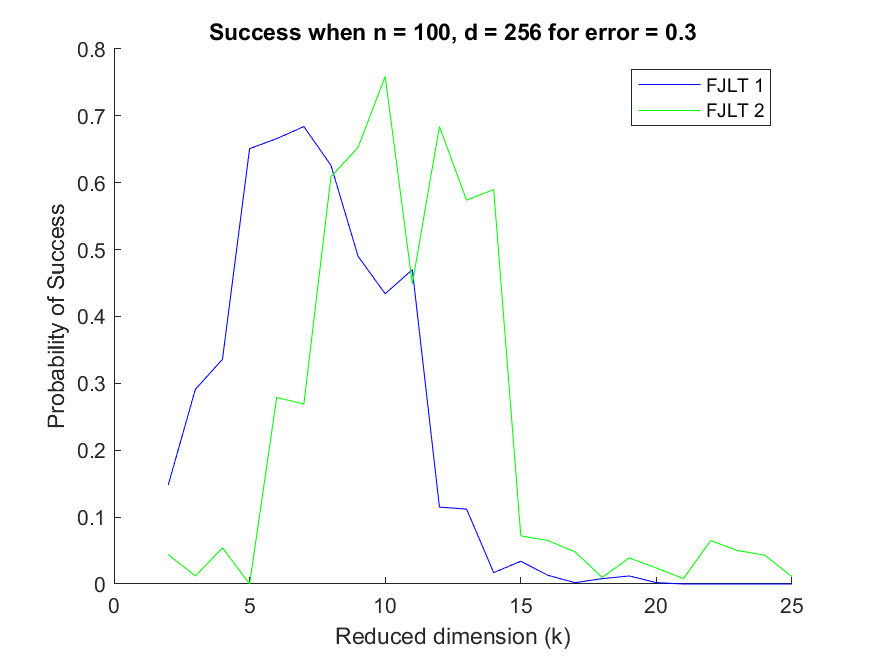 Success when n = 100, d = 256 for error = 0.3
FJLT 1
FJLT 2
0.8
0.7
0.6
0.5
0.4
0.3
0.2
0.1
0
Probability of Success
0 5 10 15 20 25
Reduced dimension (k)